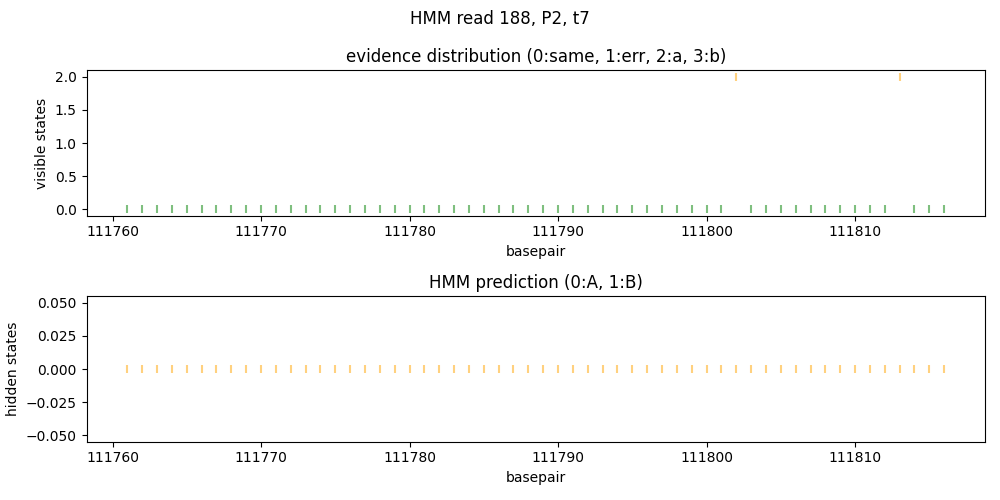 HMM read 188, P2, t7
evidence distribution (0:same, 1:err, 2:a, 3:b)
visible states
2.0
1.5
1.0
0.5
0.0
111760 111770 111780 111790 111800 111810
basepair
HMM prediction (0:A, 1:B)
hidden states
0.050
0.025
0.000
−0.025
−0.050
111760 111770 111780 111790 111800 111810
basepair